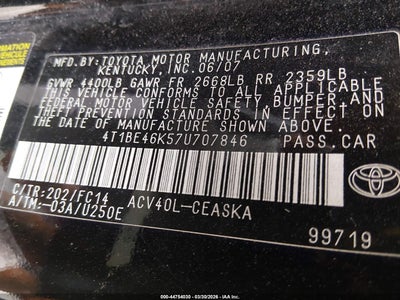 MFD.BY:TOYOTA MOTOR MANUFACTURING,
KENTUCKY,INC.06/07
GVWR 4400LB GAWR FR 2668LB RR 2359LB
THIS VEHICLE CONFORMS TO ALL APPLICABLE
FEDERAL MOTOR VEHICLE SAFETY,BUMPER,AND
THEFT PREVENTION STANDARDS IN EFFECT ON
THE DATE OF MANUFACTURE SHOWN ABOVE.
4T1BE46K57U707846 PASS.CAR
C/TR:202/FC14
A/TM:-03A/U250E
ACV40L-CEASKA
TOYOTA
99719
000-44754030 — 03/30/2026 — IAAI.COM